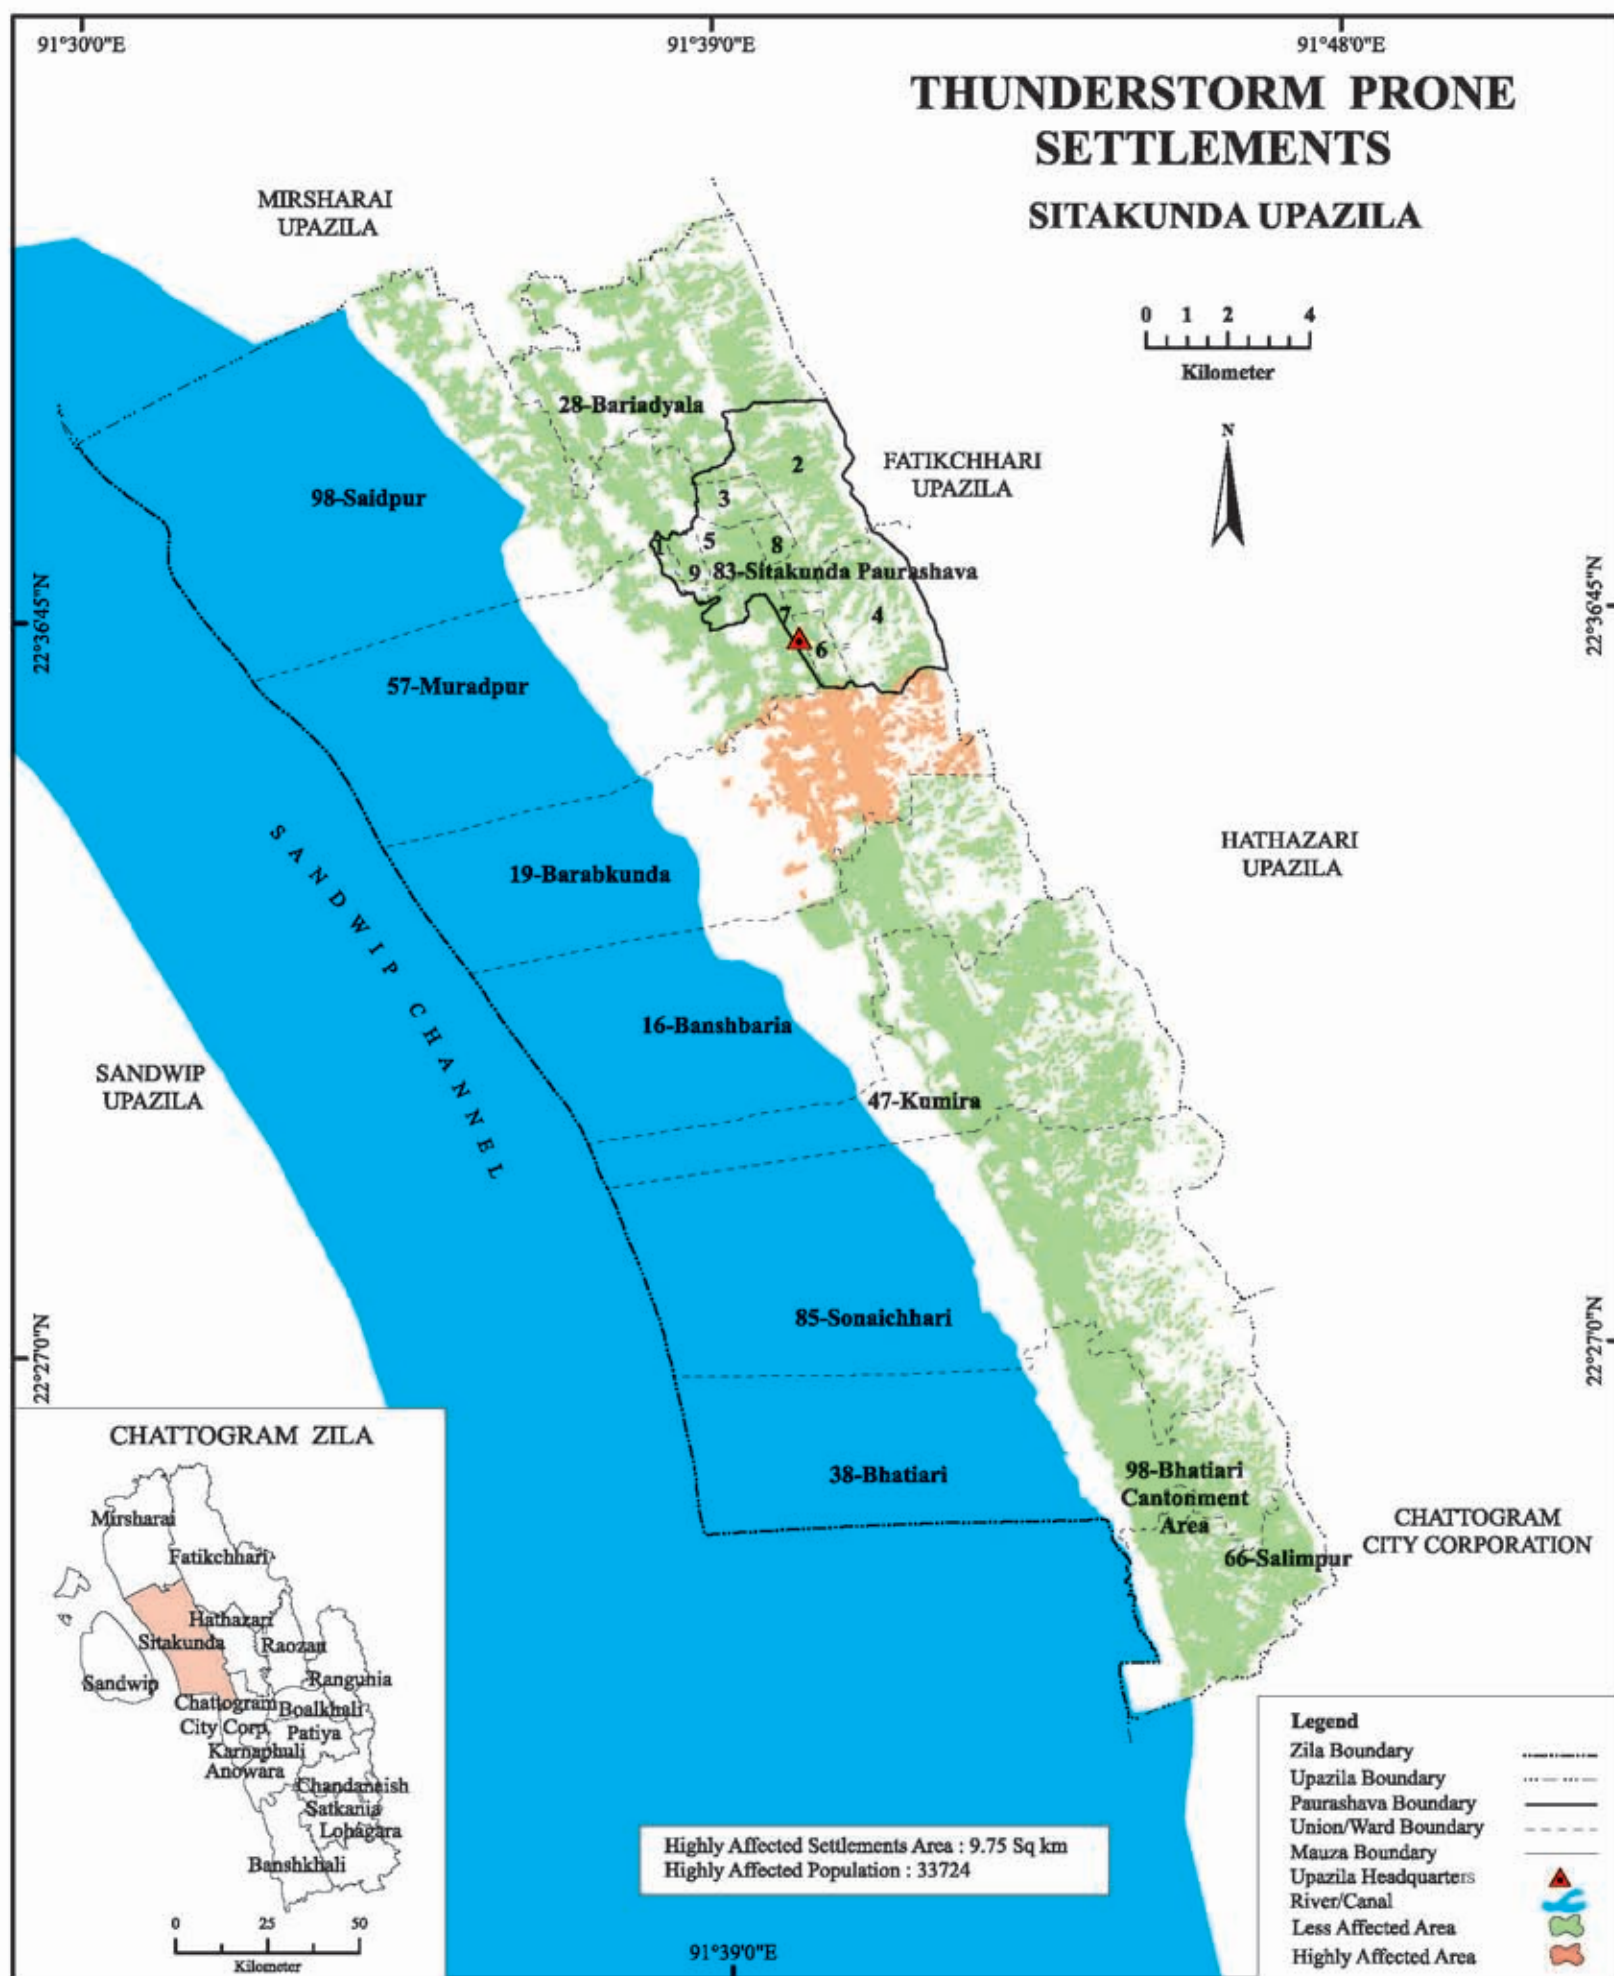 91°30'0"E
91°39'0"E
91°48'0"E
THUNDERSTORM PRONE
SETTLEMENTS
SITAKUNDA UPAZILA
MIRSHARAI
UPAZILA
0 1 2 4
Kilometer
N
28-Bariadyala
FATIKCHHARI
UPAZILA
2
98-Saidpur
3
1
5
8
9
83-Sitakunda Paurashava
22°36'45"N
22°36'45"N
7
4
6
57-Muradpur
SANDWIP CHANNEL
HATHAZARI
UPAZILA
19-Barabkunda
16-Banshbaria
SANDWIP
UPAZILA
47-Kumira
85-Sonaichhari
22°27'0"N
22°27'0"N
38-Bhatiari
98-Bhatiari
Cantonment
Area
66-Salimpur
CHATTOGRAM
CITY CORPORATION
CHATTOGRAM ZILA
Mirsharai
Fatikchhari
Hathazari
Sitakunda
Raozan
Sandwip
Rangunia
Chattogram
City Corp.
Boalkhali
Patiya
Karnaphuli
Anowara
Chandanaish
Satkania
Lohagara
Banshkhali
0 25 50
Kilometer
Highly Affected Settlements Area : 9.75 Sq km
Highly Affected Population : 33724
91°39'0"E
Legend
Zila Boundary
Upazila Boundary
Paurashava Boundary
Union/Ward Boundary
Mauza Boundary
Upazila Headquarters
River/Canal
Less Affected Area
Highly Affected Area